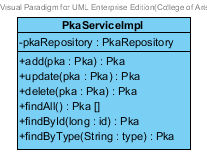 Visual Paradigm for UML Enterprise Edition(College of Arts
PkaServiceImpl
-pkaRepository : PkaRepository
+add(pka : Pka) : Pka
+update(pka : Pka) : Pka
+delete(pka : Pka) : Pka
+findAll() : Pka []
+findById(long : id) : Pka
+findByType(String : type) : Pka